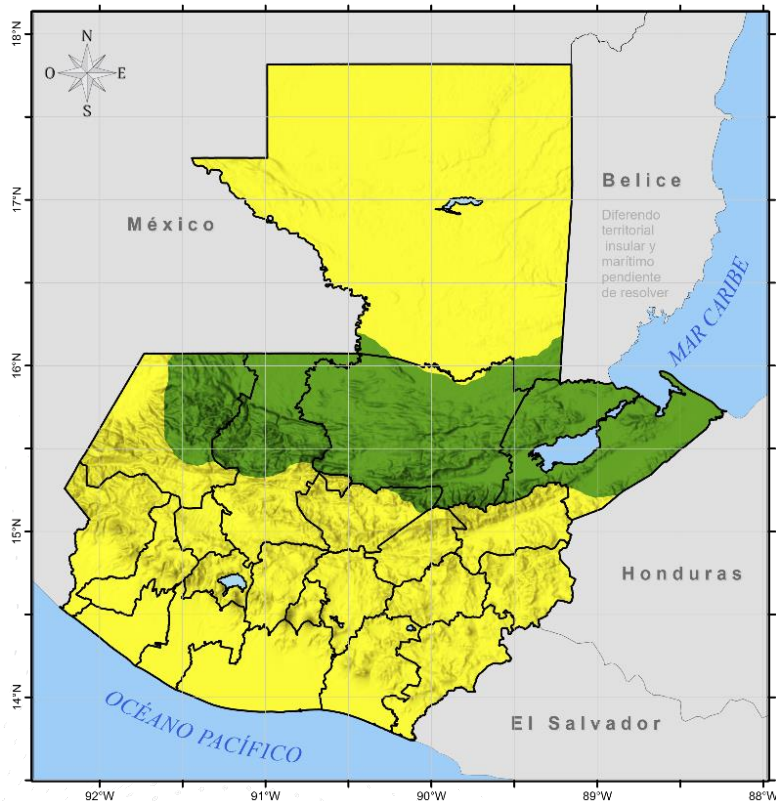 18°N
N
O
E
S
17°N
16°N
15°N
14°N
México
Belice
Diferendo
territorial
insular y
marítimo
pendiente
de resolver
MAR CARIBE
Honduras
El Salvador
OCÉANO PACÍFICO
92°W
91°W
90°W
89°W
88°W